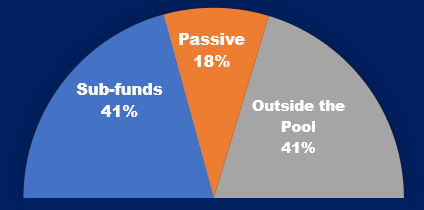 Passive
18%
Sub-funds
41%
Outside the
Pool
41%